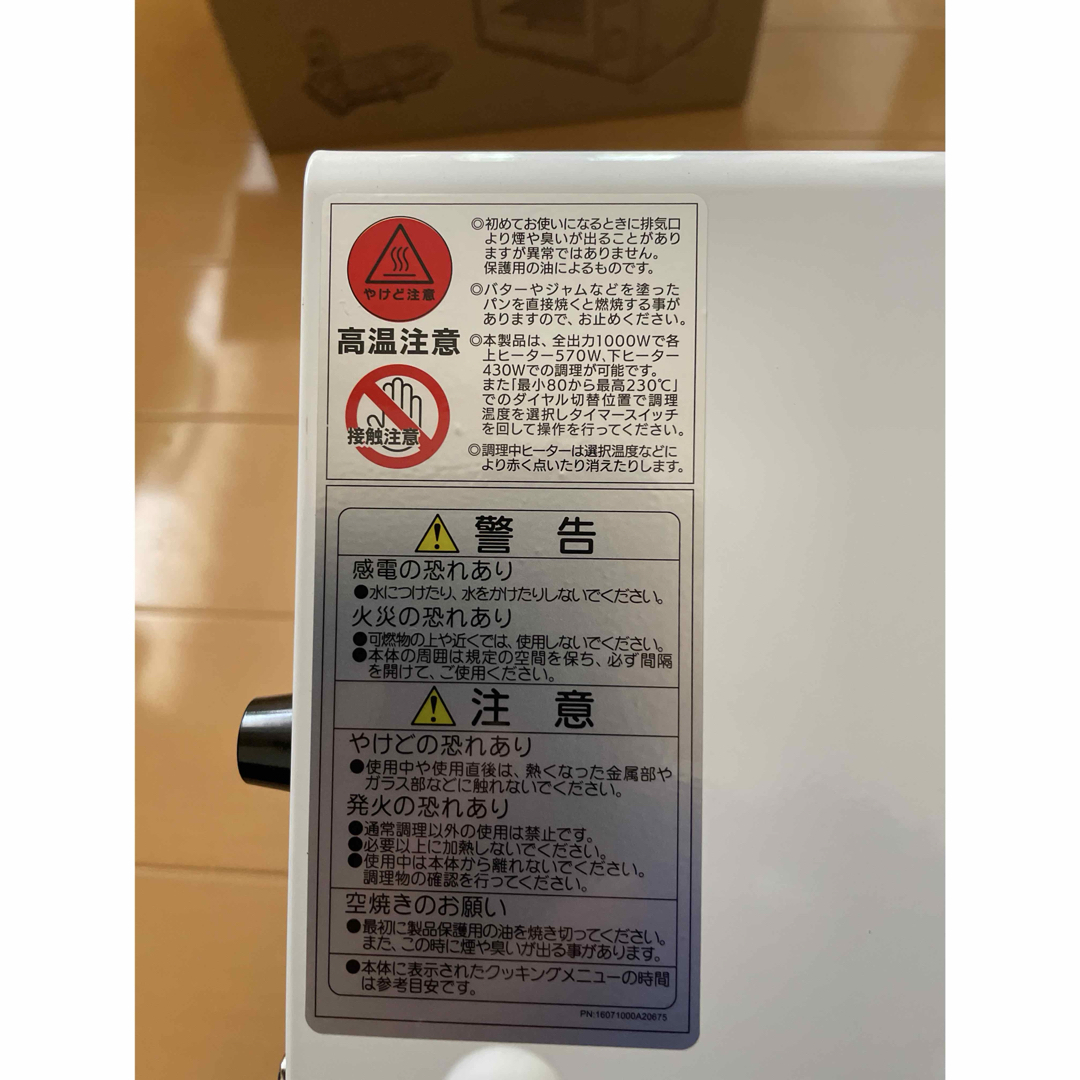 やけど注意
高温注意
接触注意
◎初めてお使いになるときに排気口
より煙や臭いが出ることがあり
ますが異常ではありません。
保護用の油によるものです。
◎バターやジャムなどを塗った
パンを直接焼くと燃焼する事が
ありますので、お止めください。
◎本製品は、全出力1000Wで各
上ヒーター570W、下ヒーター
430Wでの調理が可能です。
また「最小80から最高230℃」
でのダイヤル切替位置で調理
温度を選択しタイマースイッチ
を回して操作を行ってください。
◎調理中ヒーターは選択温度などに
より赤く点いたり消えたりします。
警 告
感電の恐れあり
●水につけたり、水をかけたりしないでください。
火災の恐れあり
●可燃物の上や近くでは、使用しないでください。
●本体の周囲は規定の空間を保ち、必ず間隔
を開けて、ご使用ください。
注 意
やけどの恐れあり
●使用中や使用直後は、熱くなった金属部や
ガラス部などに触れないでください。
発火の恐れあり
●通常調理以外の使用は禁止です。
●必要以上に加熱しないでください。
●使用中は本体から離れないでください。
調理物の確認を行ってください。
空焼きのお願い
●最初に製品保護用の油を焼き切ってください。
また、この時に煙や臭いが出る事があります。
●本体に表示されたクッキングメニューの時間
は参考目安です。
PN:16071000A20675